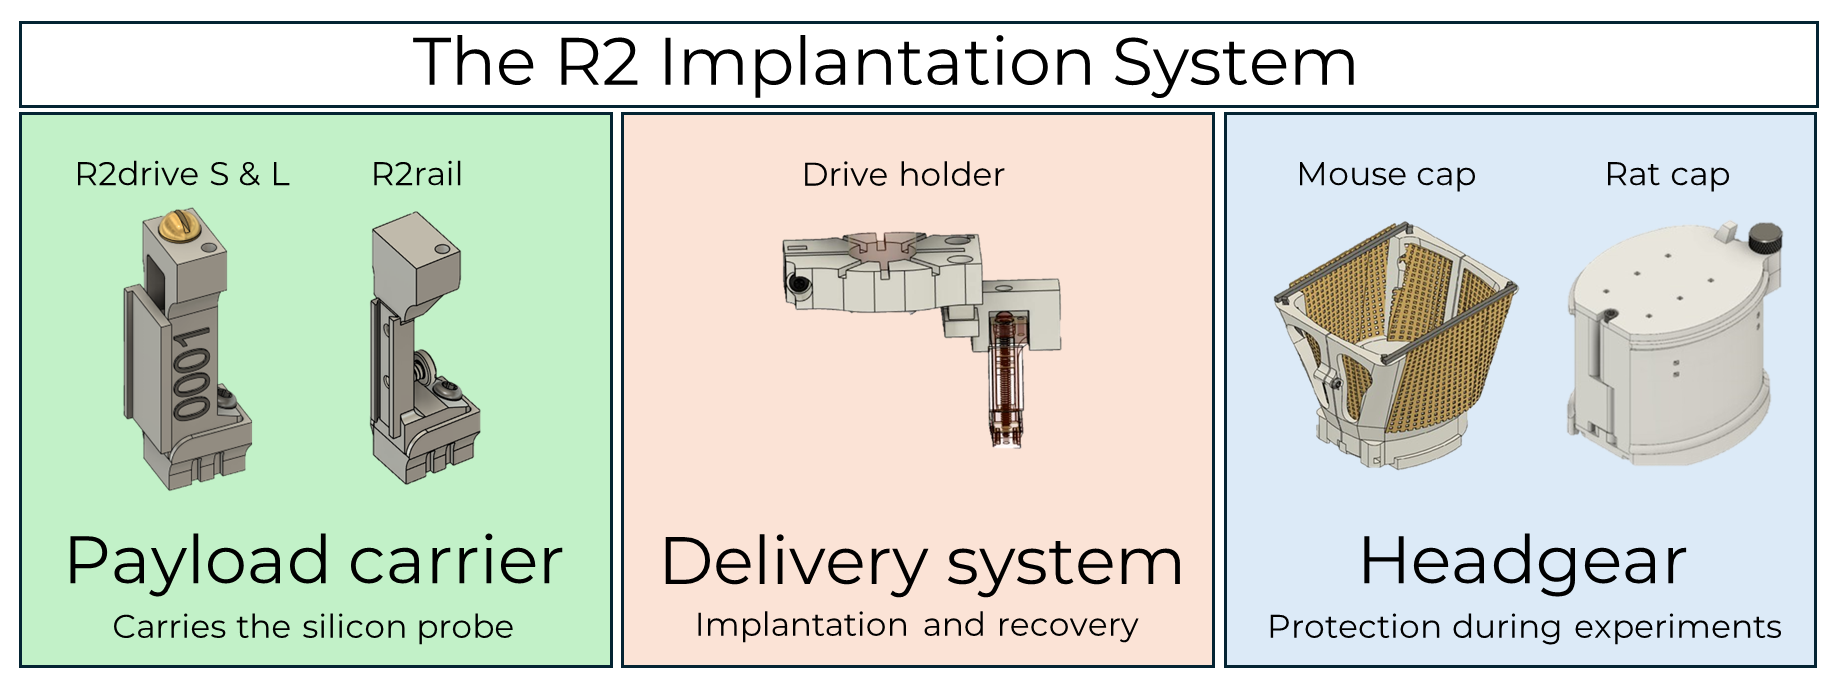 The R2 Implantation System
R2drive S & L
R2rail
0001
Payload carrier
Carries the silicon probe
Drive holder
Delivery system
Implantation and recovery
Mouse cap
Rat cap
Headgear
Protection during experiments